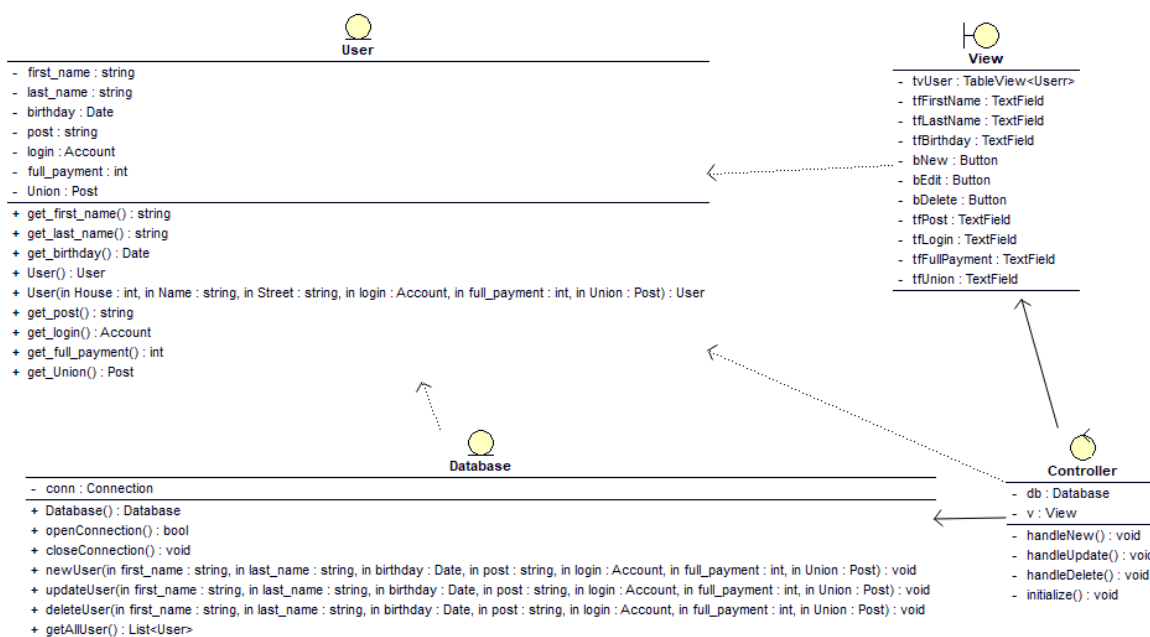 User
- first_name : string
- last_name : string
- birthday : Date
- post : string
- login : Account
- full_payment : int
- Union : Post
+ get_first_name() : string
+ get_last_name() : string
+ get_birthday() : Date
+ User() : User
+ User(in House : int, in Name : string, in Street : string, in login : Account, in full_payment : int, in Union : Post) : User
+ get_post() : string
+ get_login() : Account
+ get_full_payment() : int
+ get_Union() : Post
View
- tvUser : TableView<Userr>
- tfFirstName : TextField
- tfLastName : TextField
- tfBirthday : TextField
- bNew : Button
- bEdit : Button
- bDelete : Button
- tfPost : TextField
- tfLogin : TextField
- tfFullPayment : TextField
- tfUnion : TextField
Database
- conn : Connection
+ Database() : Database
+ openConnection() : bool
+ closeConnection() : void
+ newUser(in first_name : string, in last_name : string, in birthday : Date, in post : string, in login : Account, in full_payment : int, in Union : Post) : void
+ updateUser(in first_name : string, in last_name : string, in birthday : Date, in post : string, in login : Account, in full_payment : int, in Union : Post) : void
+ deleteUser(in first_name : string, in last_name : string, in birthday : Date, in post : string, in login : Account, in full_payment : int, in Union : Post) : void
+ getAllUser() : List<User>
Controller
- db : Database
- v : View
- handleNew() : void
- handleUpdate() : void
- handleDelete() : void
- initialize() : void